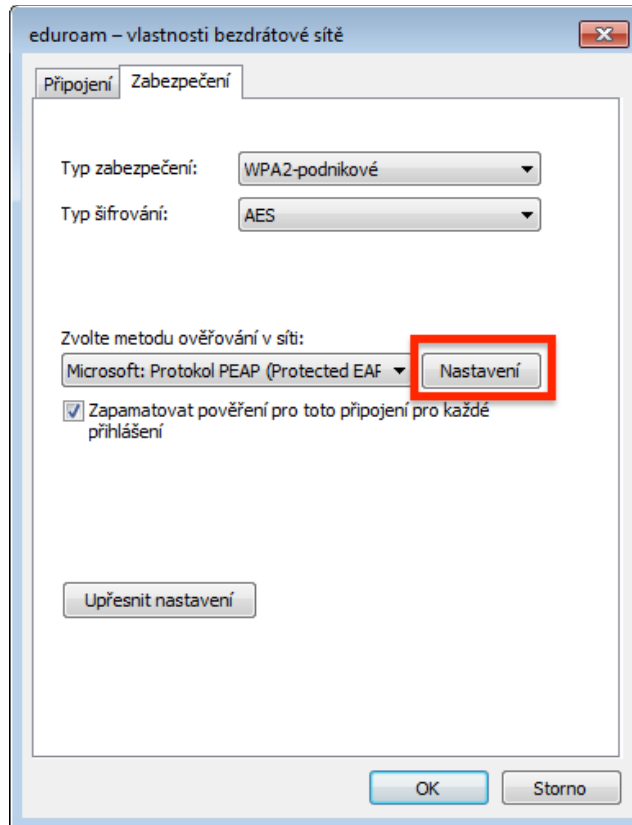 eduroam – vlastnosti bezdrátové sítě
Připojení Zabezpečení
Typ zabezpečení: WPA2-podnikové
Typ šifrování: AES
Zvolte metodu ověřování v síti:
Microsoft: Protokol PEAP (Protected EAP Nastavení
Zapamatovat pověření pro toto připojení pro každé
přihlášení
Upřesnit nastavení
OK Storno